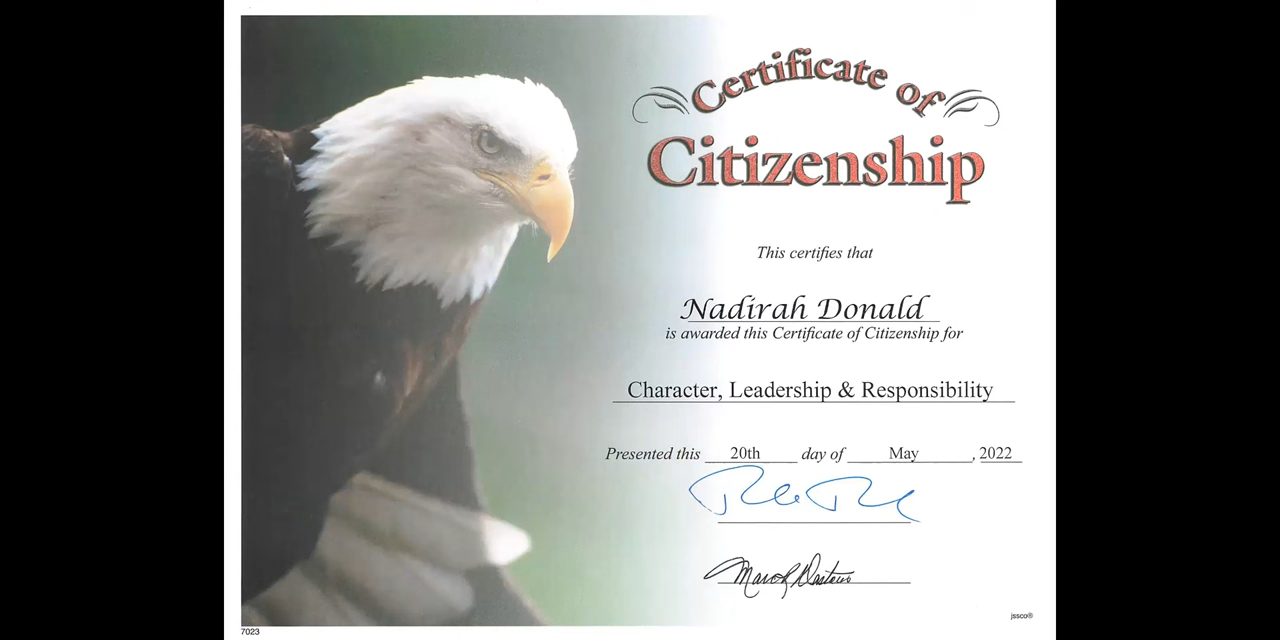 Certificate of
Citizenship
This certifies that
Nadirah Donald
is awarded this Certificate of Citizenship for
Character, Leadership & Responsibility
Presented this 20th day of May, 2022
jssco®
7023